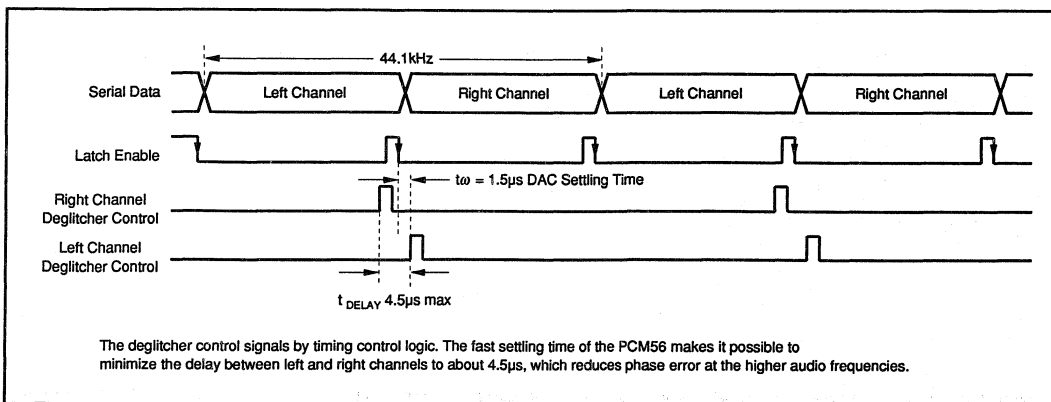 44.1kHz
Serial Data
Left Channel
Right Channel
Left Channel
Right Channel
Latch Enable
tω = 1.5μs DAC Settling Time
Right Channel
Deglitcher Control
Left Channel
Deglitcher Control
t DELAY 4.5μs max
The deglitcher control signals by timing control logic. The fast settling time of the PCM56 makes it possible to
minimize the delay between left and right channels to about 4.5μs, which reduces phase error at the higher audio frequencies.